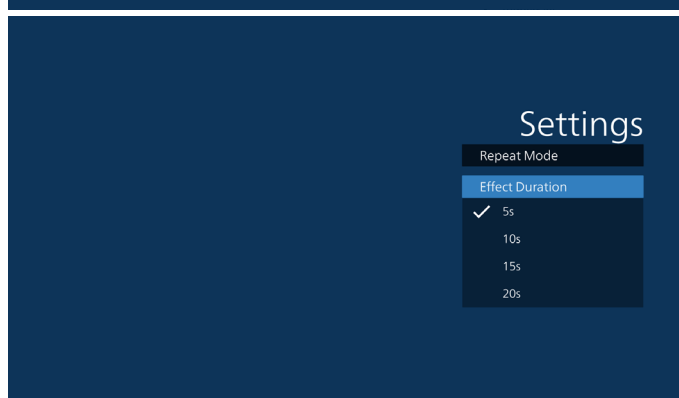 Settings
Repeat Mode
Effect Duration
5s
10s
15s
20s